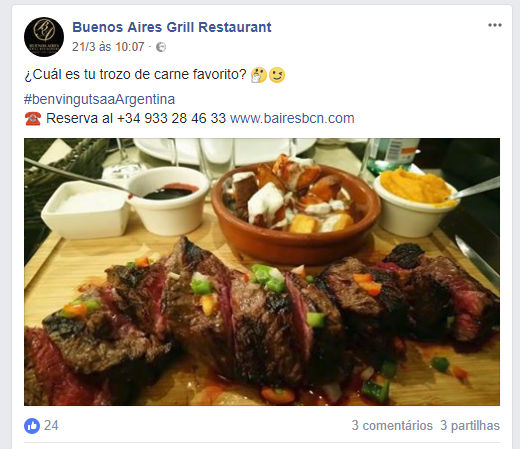 Buenos Aires Grill Restaurant
21/3 às 10:07 ·
¿Cuál es tu trozo de carne favorito? 🤔😉
#benvingutsaaArgentina
☎ Reserva al +34 933 28 46 33 www.bairesbcn.com
24
3 comentários 3 partilhas